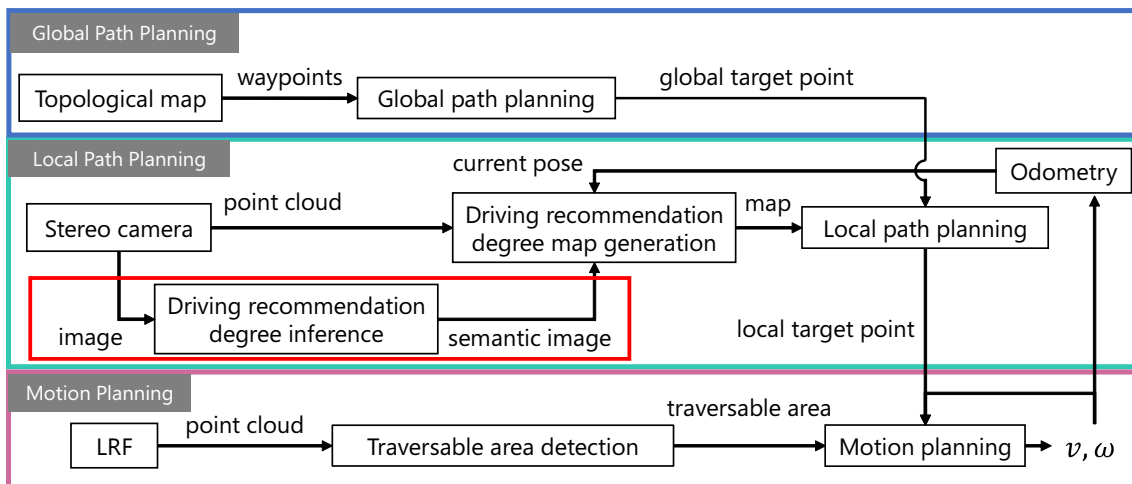 Global Path Planning
waypoints
global target point
Topological map
Global path planning
Local Path Planning
current pose
Odometry
point cloud
map
Stereo camera
Driving recommendation
degree map generation
Local path planning
Driving recommendation
degree inference
image
semantic image
local target point
Motion Planning
point cloud
traversable area
LRF
Traversable area detection
Motion planning
v, ω